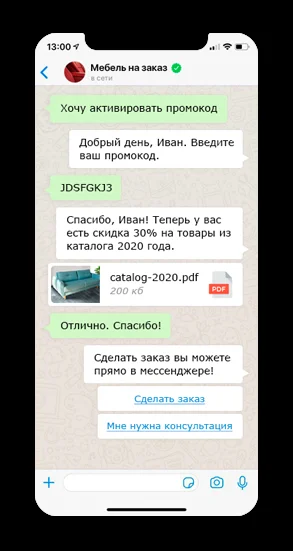 13:00
Мебель на заказ
в сети
Хочу активировать промокод
Добрый день, Иван. Введите
ваш промокод.
JDSFGKJ3
Спасибо, Иван! Теперь у вас
есть скидка 30% на товары из
каталога 2020 года.
catalog-2020.pdf
200 кб
PDF
Отлично. Спасибо!
Сделать заказ вы можете
прямо в мессенджере!
Сделать заказ
Мне нужна консультация